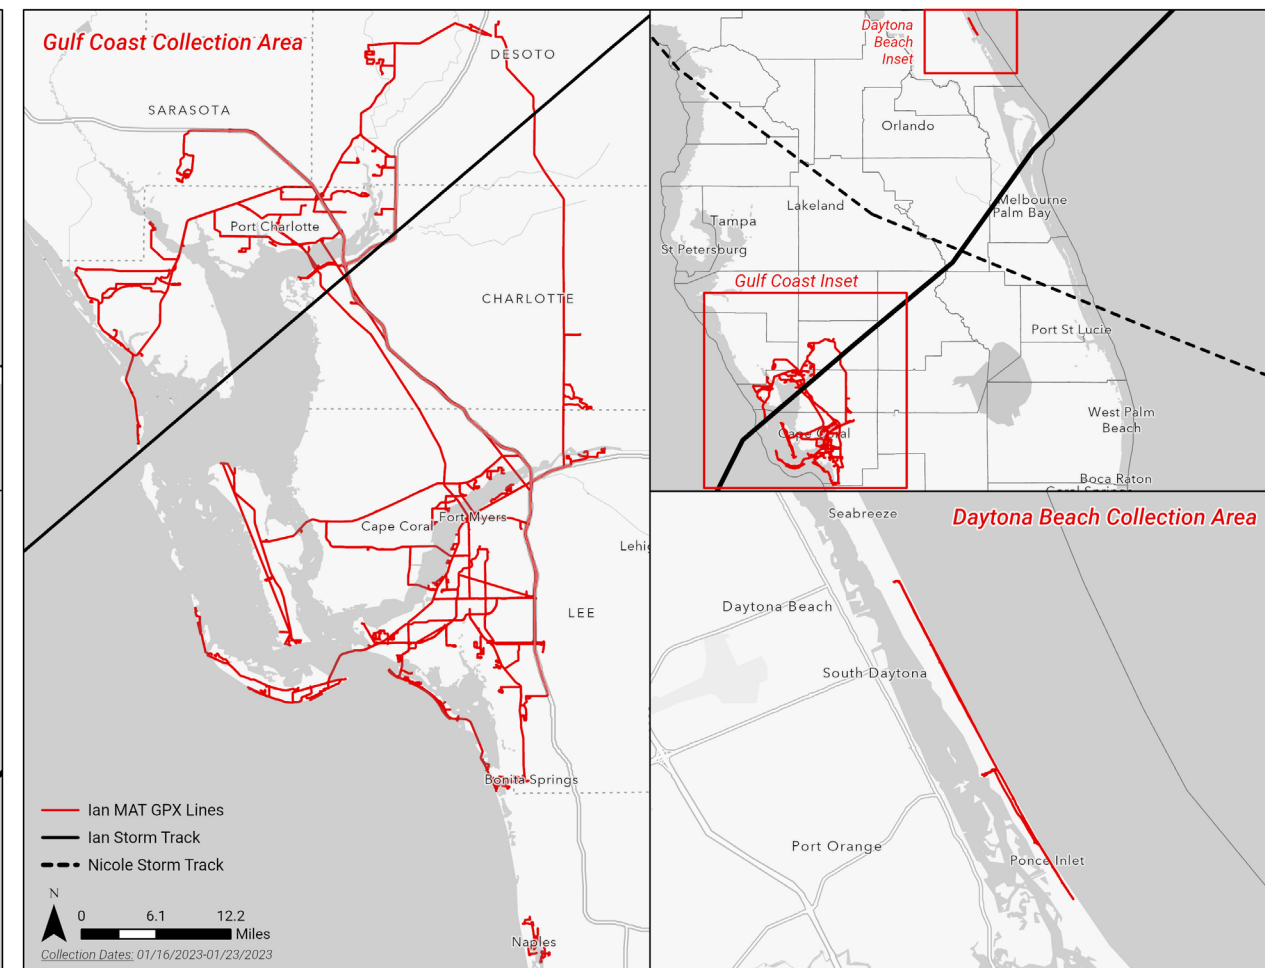 Gulf Coast Collection Area
DESOTO
SARASOTA
Port Charlotte
CHARLOTTE
Cape Coral
Fort Myers
LEE
Bonita Springs
Naples
Ian MAT GPX Lines
Ian Storm Track
Nicole Storm Track
N
0 6.1 12.2
Miles
Collection Dates: 01/16/2023-01/23/2023
Daytona
Beach
Inset
Orlando
Melbourne
Palm Bay
Lakeland
Tampa
St Petersburg
Gulf Coast Inset
Port St Lucie
Cape Coral
West Palm
Beach
Boca Raton
Coral Springs
Daytona Beach Collection Area
Seabreeze
Daytona Beach
South Daytona
Port Orange
Ponce Inlet